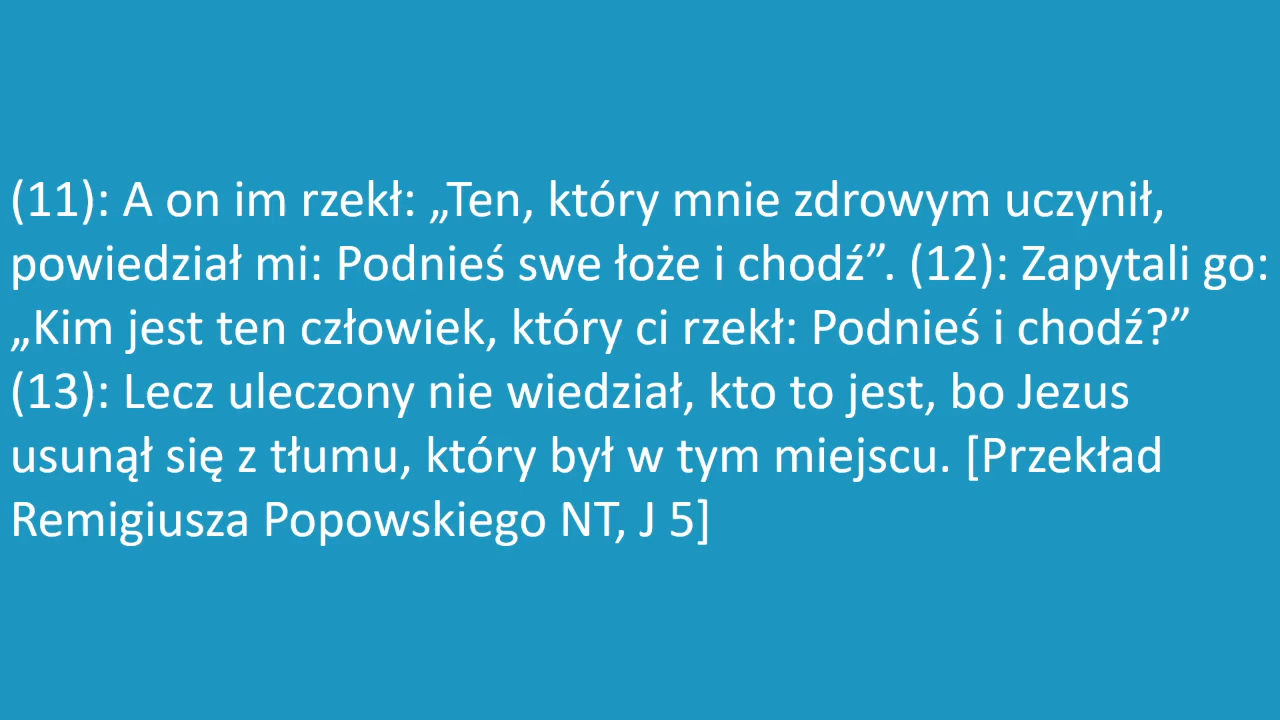 (11): A on im rzekł: „Ten, który mnie zdrowym uczynił,
powiedział mi: Podnieś swe łoże i chodź”. (12): Zapytali go:
„Kim jest ten człowiek, który ci rzekł: Podnieś i chodź?”
(13): Lecz uleczony nie wiedział, kto to jest, bo Jezus
usunął się z tłumu, który był w tym miejscu. [Przekład
Remigiusza Popowskiego NT, J 5]